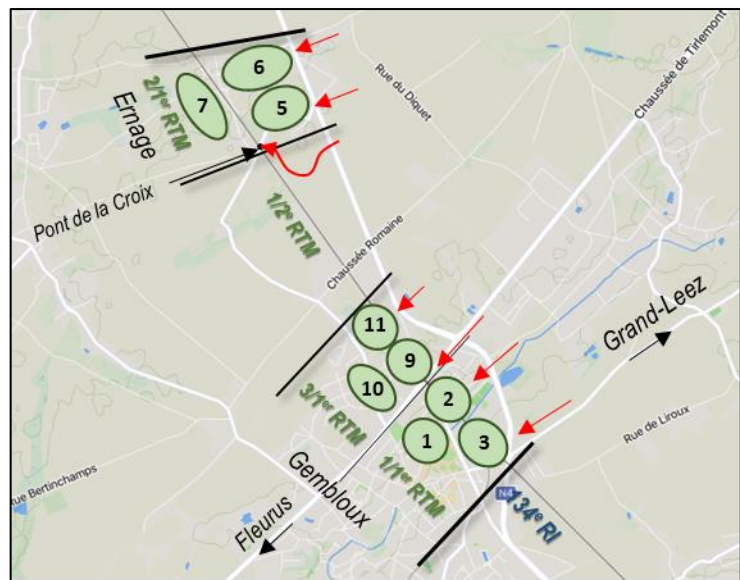 Chaussée de Tirlemont
6
Rue du Diquet
2/1er RTM
7
5
Ernage
Pont de la Croix
1/2e RTM
Chaussée Romaine
Grand-Leez
11
9
10
2
3/1er RTM
1
3
Rue de Liroux
Gembloux
1/1er RTM
Rue Bertinchamps
N4
134e RI
Fleurus